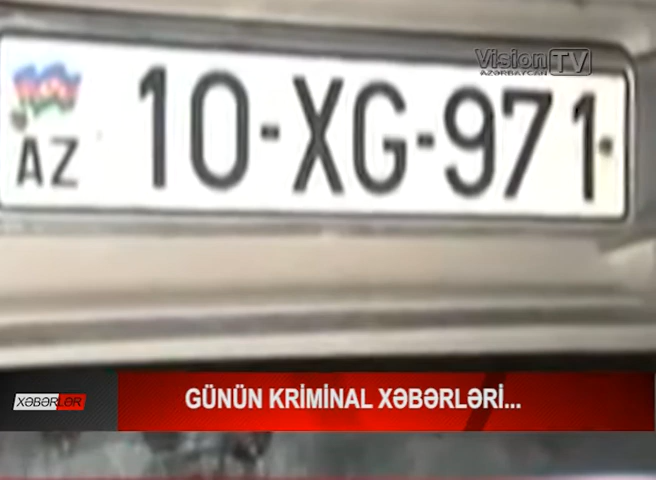 Vision TV
AZƏRBAYCAN
AZ
10-XG-971
XƏBƏRLƏR
GÜNÜN KRİMİNAL XƏBƏRLƏRİ...